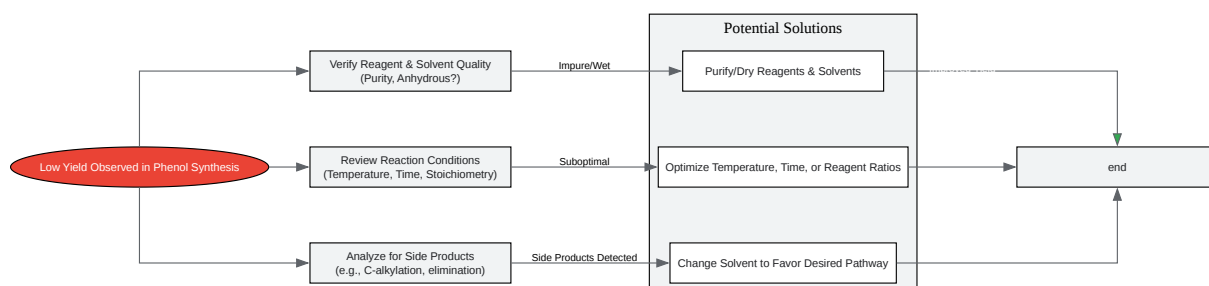 Potential Solutions
Verify Reagent & Solvent Quality
(Purity, Anhydrous?)
Impure/Wet
Purify/Dry Reagents & Solvents
Low Yield Observed in Phenol Synthesis
Review Reaction Conditions
(Temperature, Time, Stoichiometry)
Suboptimal
Optimize Temperature, Time, or Reagent Ratios
end
Analyze for Side Products
(e.g., C-alkylation, elimination)
Side Products Detected
Change Solvent to Favor Desired Pathway